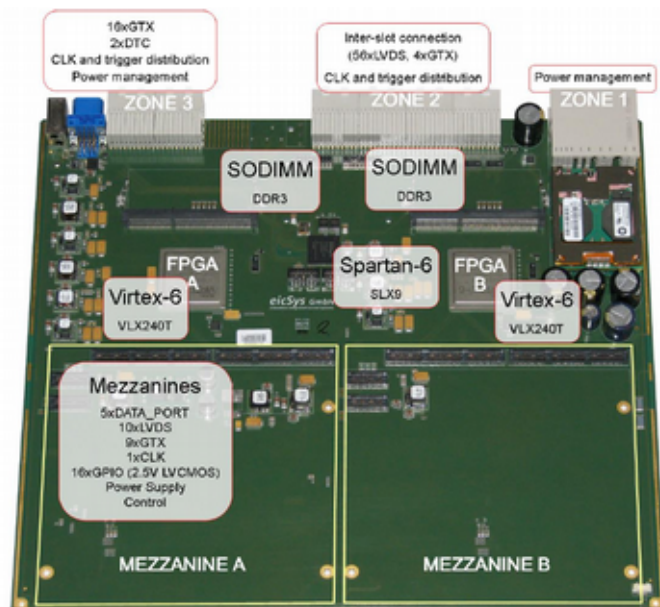 16xGTX
2xDTC
CLK and trigger distribution
Power management
Inter-slot connection
(56xLVDS, 4xGTX)
CLK and trigger distribution
Power management
ZONE 3
ZONE 2
ZONE 1
SODIMM
DDR3
SODIMM
DDR3
FPGA
A
Spartan-6
SLX9
FPGA
B
eicSys GmbH
Virtex-6
VLX240T
Virtex-6
VLX240T
Mezzanines
5xDATA_PORT
10xLVDS
9xGTX
1xCLK
16xGPIO (2.5V LVCMOS)
Power Supply
Control
MEZZANINE A
MEZZANINE B